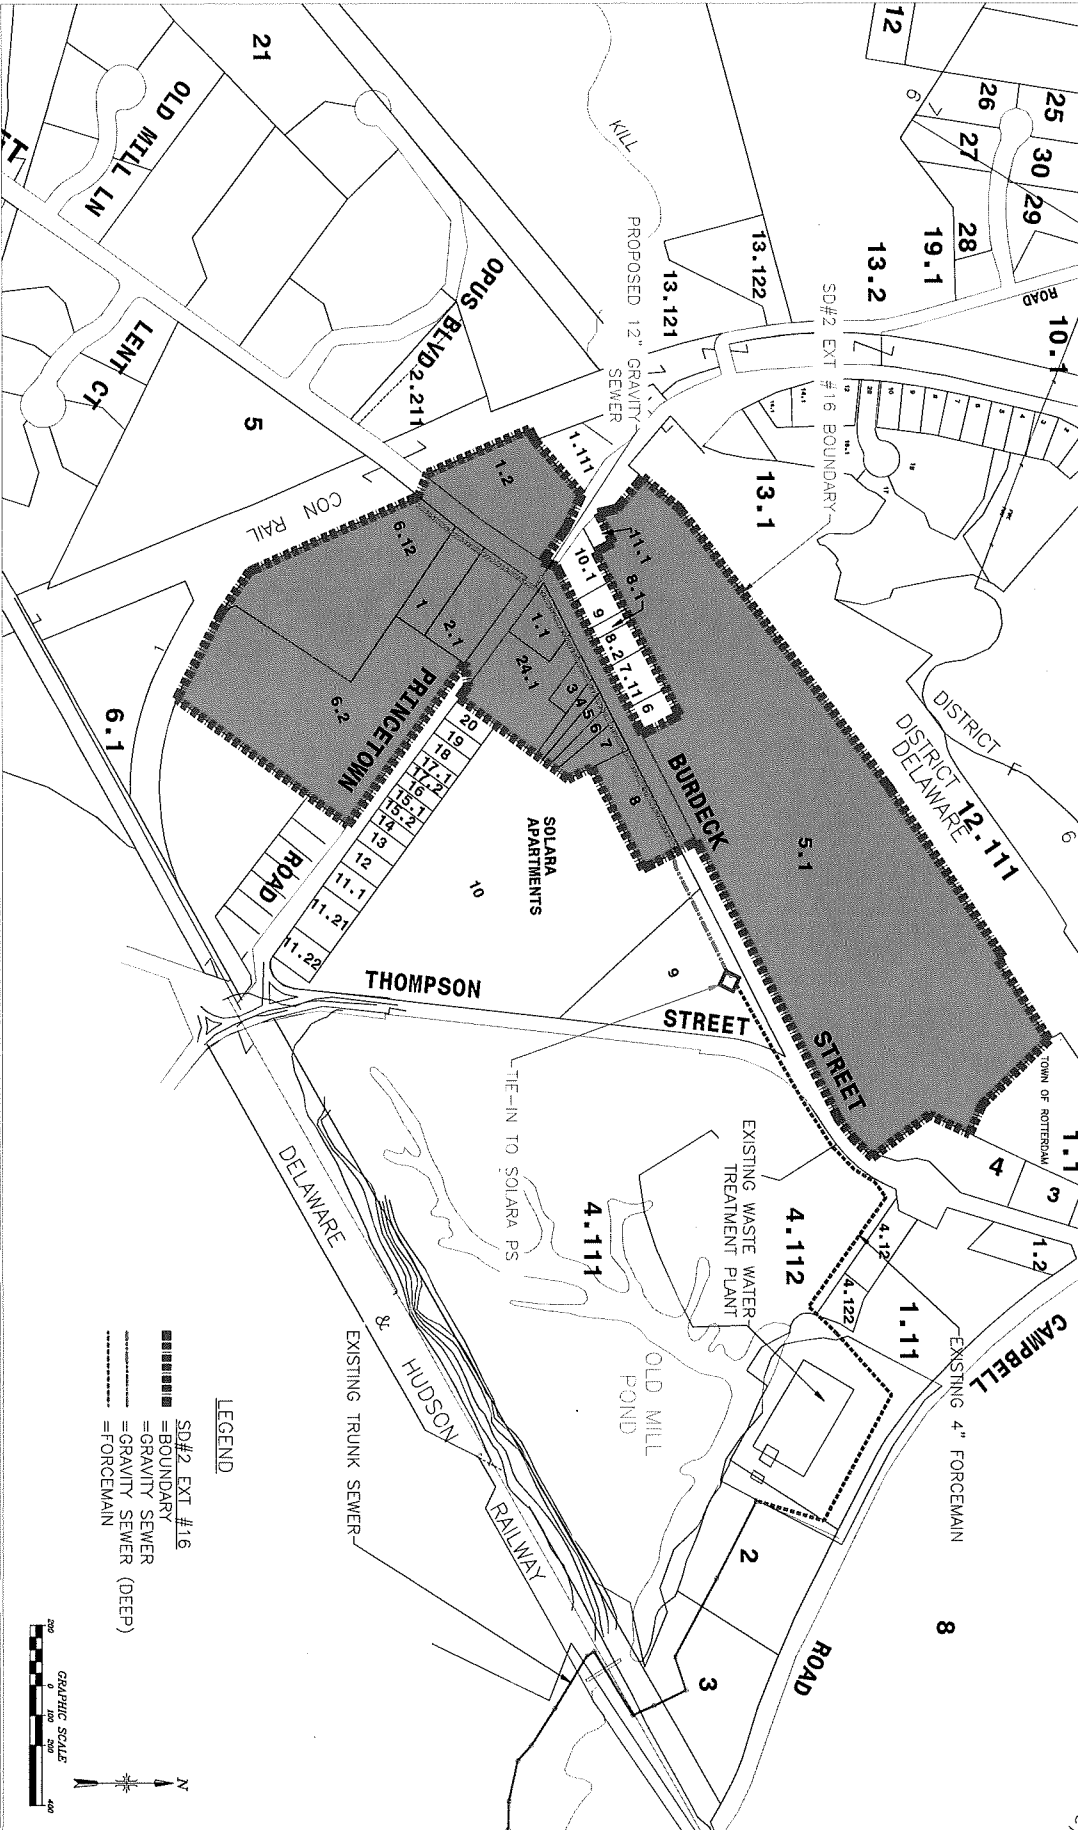 21
OLD MILL LN
OPUS BLVD
LENT CT
2.211
5
CON RAIL
6.1
KILL
PROPOSED 12" GRAVITY
SEWER
13.122
13.121
13.2
19.1
SD#2 EXT #16 BOUNDARY
12
26
25
27
30
29
28
ROAD
13.1
1.111
1.2
6.12
1
2.1
6.2
1.1
24.1
3
4
5
6
7
8
11.1
8.1
10.1
9
8.2
7.11
6
5.1
PRINCETOWN
ROAD
20
19
18
17.1
17.2
16
15.1
15.2
14
13
12
11.1
11.21
11.22
SOLARA
APARTMENTS
10
9
BURDECK
STREET
THOMPSON
STREET
DISTRICT
DISTRICT
DELAWARE
12.111
6
TOWN OF ROTTERDAM
1.1
4
3
1.2
TIE-IN TO SOLARA PS
EXISTING WASTE WATER
TREATMENT PLANT
4.111
4.112
4.12
4.122
1.11
EXISTING 4" FORCEMAIN
CAMPBELL
ROAD
OLD MILL
POND
DELAWARE
&
HUDSON
RAILWAY
EXISTING TRUNK SEWER
2
3
8
LEGEND
SD#2 EXT #16
=BOUNDARY
=GRAVITY SEWER
=GRAVITY SEWER (DEEP)
=FORCEMAIN
N
GRAPHIC SCALE
200
0
100
200
400